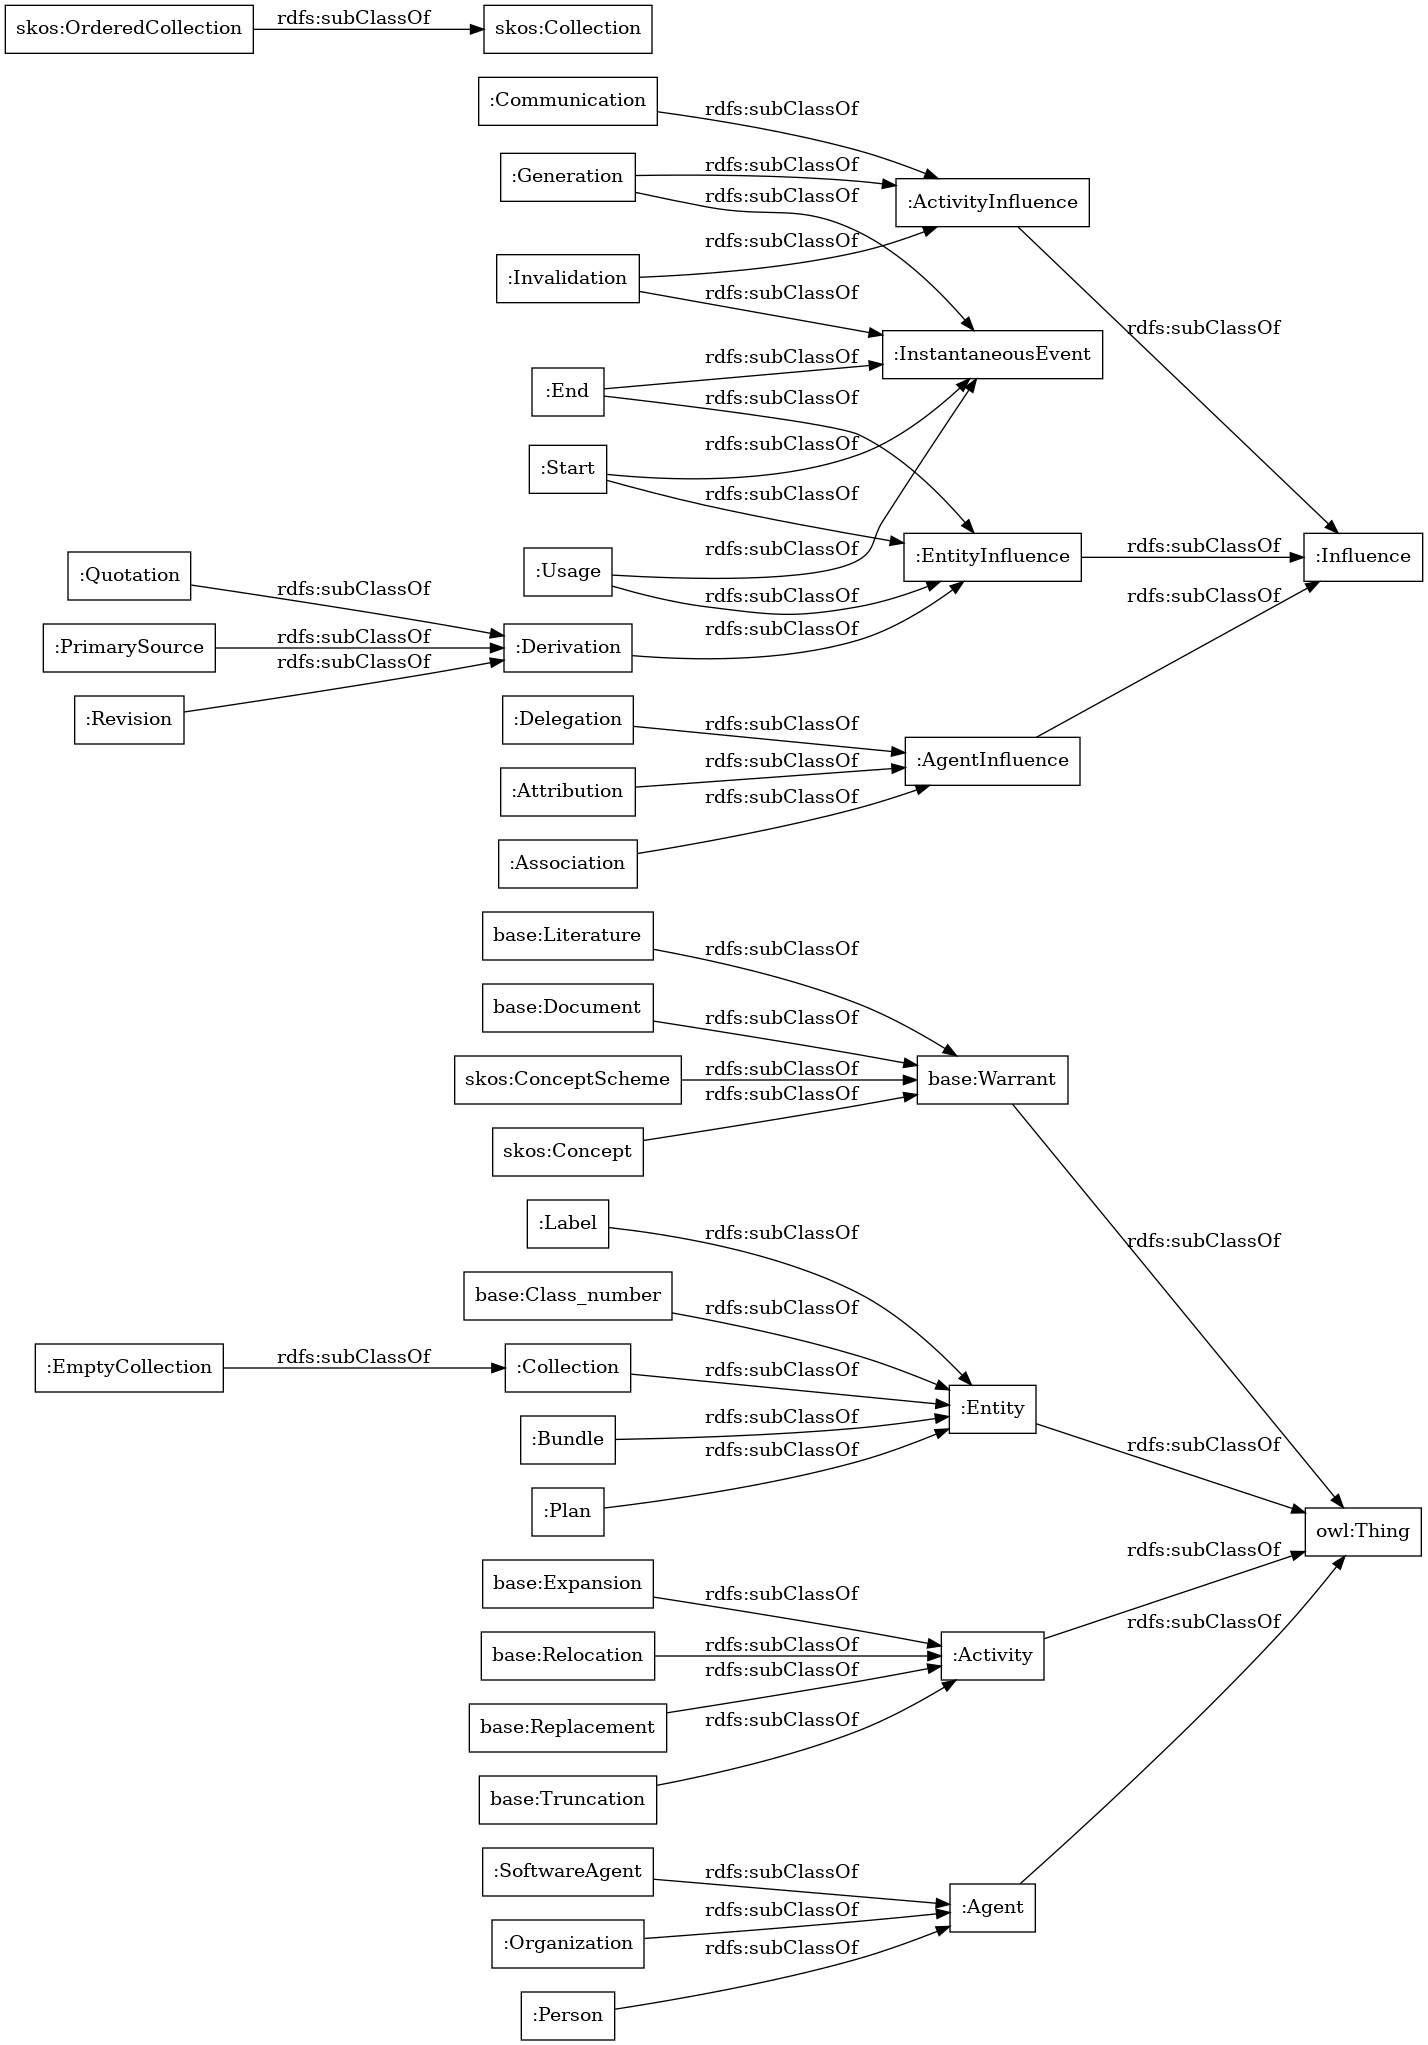 skos:OrderedCollection
rdfs:subClassOf
skos:Collection
:Communication
rdfs:subClassOf
:Generation
rdfs:subClassOf
rdfs:subClassOf
:ActivityInfluence
:Invalidation
rdfs:subClassOf
rdfs:subClassOf
rdfs:subClassOf
:InstantaneousEvent
:End
rdfs:subClassOf
rdfs:subClassOf
:Start
rdfs:subClassOf
rdfs:subClassOf
:Usage
rdfs:subClassOf
rdfs:subClassOf
:EntityInfluence
rdfs:subClassOf
:Influence
:Quotation
rdfs:subClassOf
:PrimarySource
rdfs:subClassOf
:Revision
rdfs:subClassOf
:Derivation
rdfs:subClassOf
rdfs:subClassOf
:Delegation
rdfs:subClassOf
:Attribution
rdfs:subClassOf
:AgentInfluence
:Association
rdfs:subClassOf
base:Literature
rdfs:subClassOf
base:Document
rdfs:subClassOf
skos:ConceptScheme
rdfs:subClassOf
base:Warrant
skos:Concept
rdfs:subClassOf
rdfs:subClassOf
:Label
rdfs:subClassOf
base:Class_number
rdfs:subClassOf
:EmptyCollection
rdfs:subClassOf
:Collection
rdfs:subClassOf
:Entity
:Bundle
rdfs:subClassOf
:Plan
rdfs:subClassOf
rdfs:subClassOf
owl:Thing
base:Expansion
rdfs:subClassOf
rdfs:subClassOf
base:Relocation
rdfs:subClassOf
:Activity
base:Replacement
rdfs:subClassOf
base:Truncation
rdfs:subClassOf
rdfs:subClassOf
:SoftwareAgent
rdfs:subClassOf
:Agent
:Organization
rdfs:subClassOf
:Person
rdfs:subClassOf